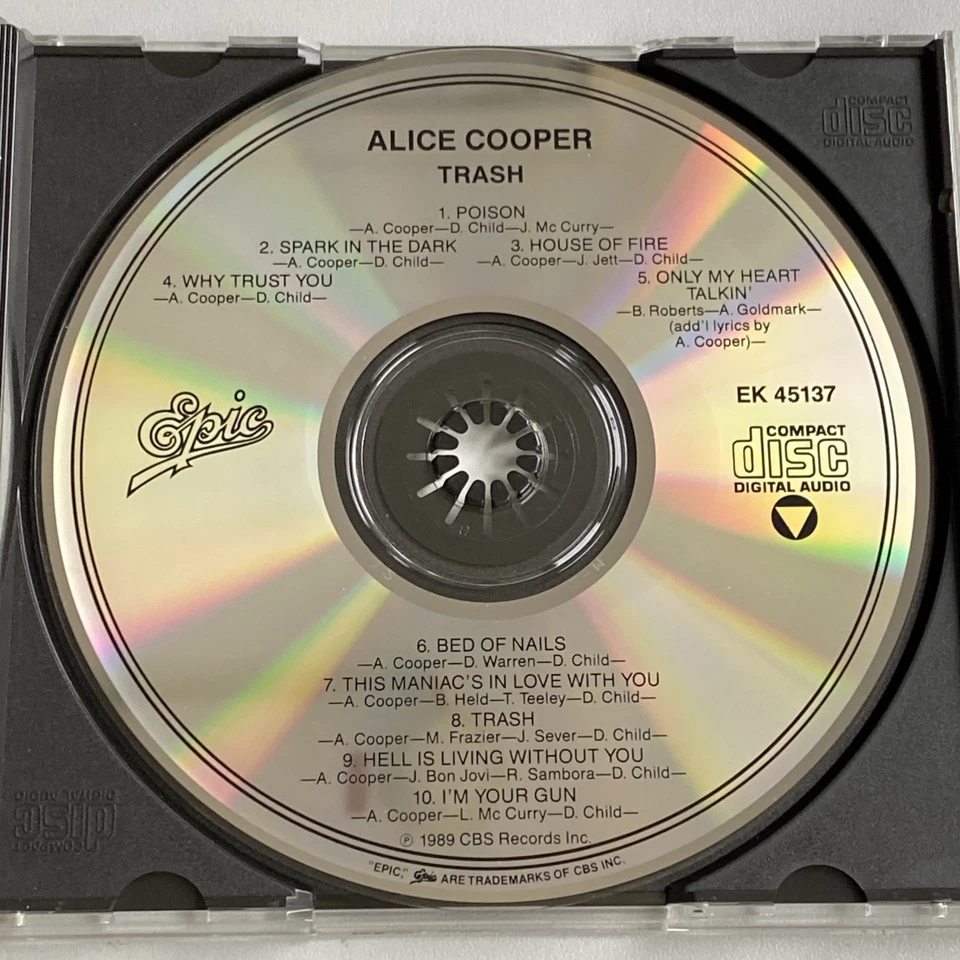 COMPACT
disc
DIGITAL AUDIO
ALICE COOPER
TRASH
1. POISON
—A. Cooper—D. Child—J. Mc Curry—
2. SPARK IN THE DARK
—A. Cooper—D. Child—
3. HOUSE OF FIRE
—A. Cooper—J. Jett—D. Child—
4. WHY TRUST YOU
—A. Cooper—D. Child—
5. ONLY MY HEART
TALKIN'
—B. Roberts—A. Goldmark—
(add'l lyrics by
A. Cooper)—
Epic
EK 45137
COMPACT
disc
DIGITAL AUDIO
6. BED OF NAILS
—A. Cooper—D. Warren—D. Child—
7. THIS MANIAC'S IN LOVE WITH YOU
—A. Cooper—B. Held—T. Teeley—D. Child—
8. TRASH
—A. Cooper—M. Frazier—J. Sever—D. Child—
9. HELL IS LIVING WITHOUT YOU
—A. Cooper—J. Bon Jovi—R. Sambora—D. Child—
10. I'M YOUR GUN
—A. Cooper—L. Mc Curry—D. Child—
℗ 1989 CBS Records Inc.
"EPIC," Epic ARE TRADEMARKS OF CBS INC.
COMPACT
disc
DIGITAL AUDIO